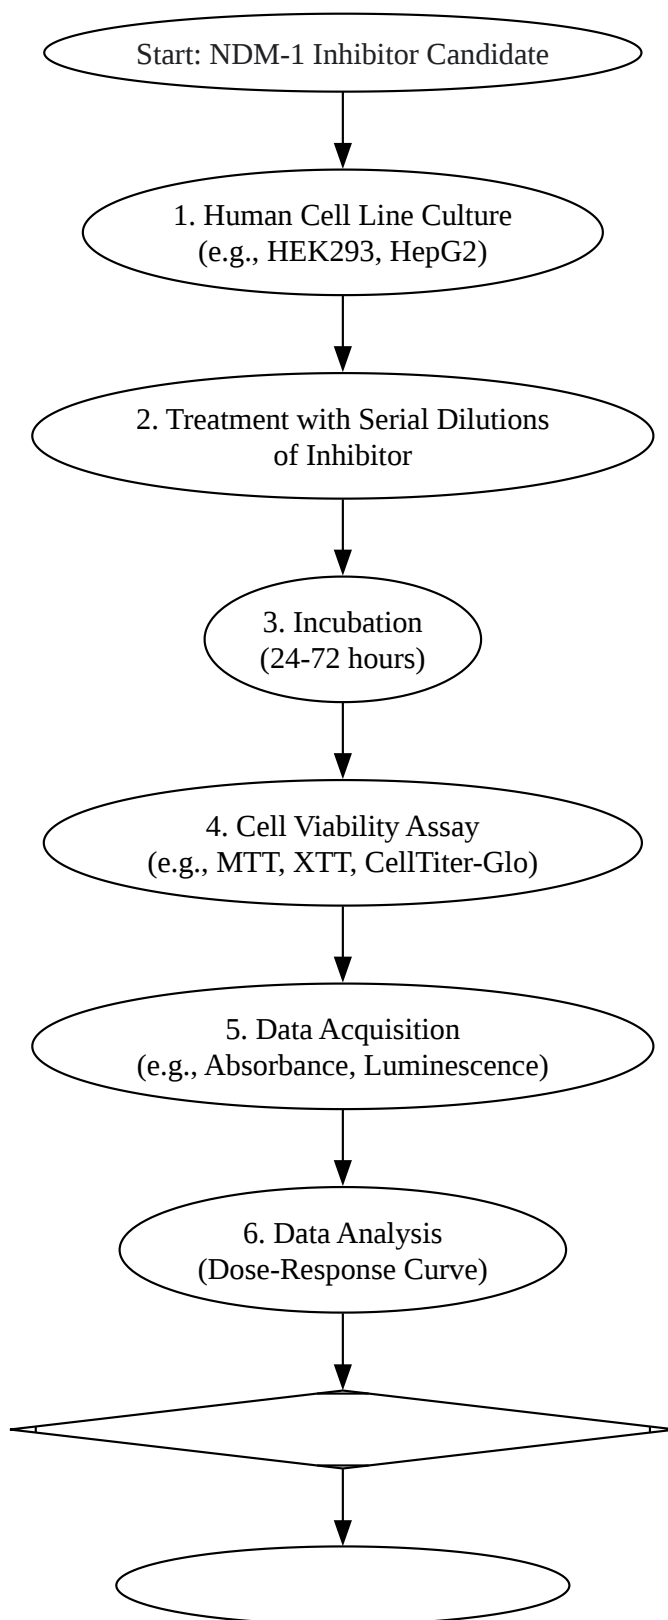 Start: NDM-1 Inhibitor Candidate
1. Human Cell Line Culture
(e.g., HEK293, HepG2)
2. Treatment with Serial Dilutions
of Inhibitor
3. Incubation
(24-72 hours)
4. Cell Viability Assay
(e.g., MTT, XTT, CellTiter-Glo)
5. Data Acquisition
(e.g., Absorbance, Luminescence)
6. Data Analysis
(Dose-Response Curve)